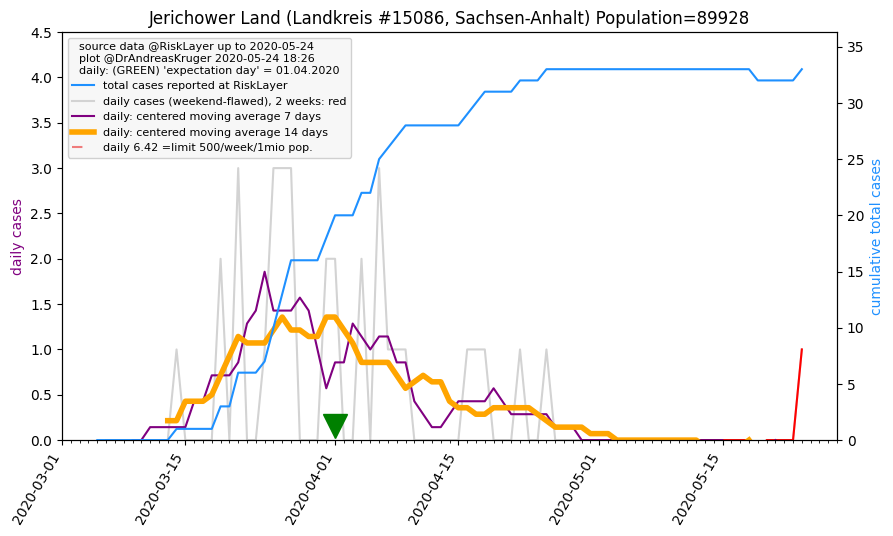 Jerichower Land (Landkreis #15086, Sachsen-Anhalt) Population=89928
source data @RiskLayer up to 2020-05-24
plot @DrAndreasKruger 2020-05-24 18:26
daily: (GREEN) 'expectation day' = 01.04.2020
total cases reported at RiskLayer
daily cases (weekend-flawed), 2 weeks: red
daily: centered moving average 7 days
daily: centered moving average 14 days
daily 6.42 =limit 500/week/1mio pop.
daily cases
4.5
4.0
3.5
3.0
2.5
2.0
1.5
1.0
0.5
0.0
cumulative total cases
35
30
25
20
15
10
5
0
2020-03-01
2020-03-15
2020-04-01
2020-04-15
2020-05-01
2020-05-15